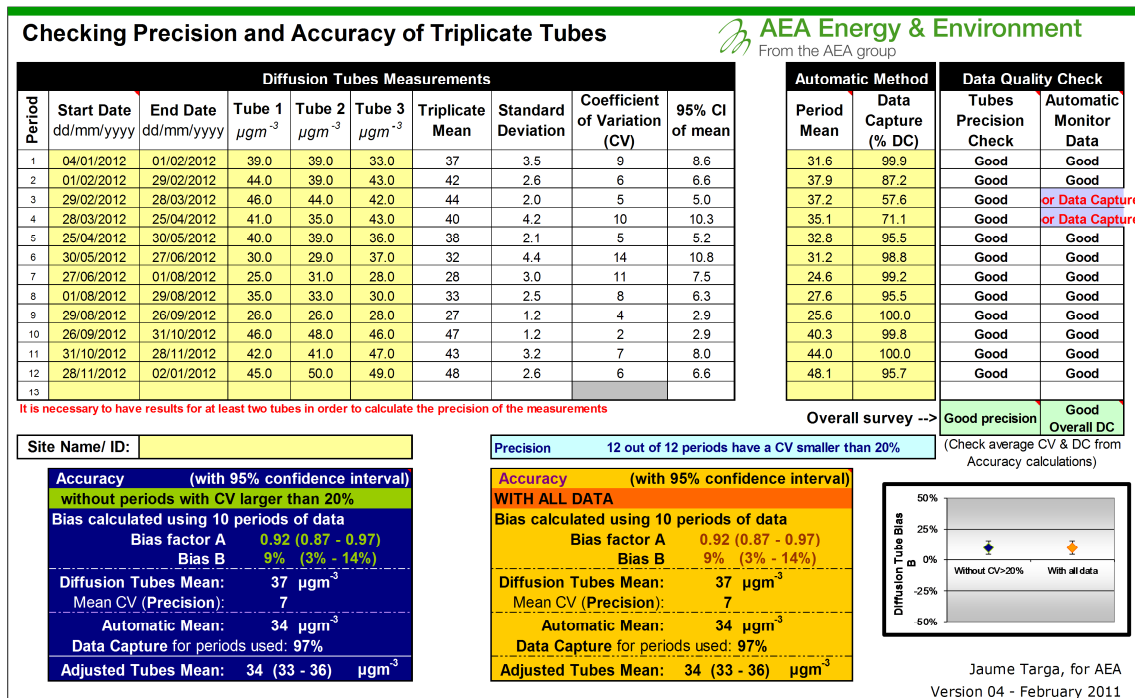 Checking Precision and Accuracy of Triplicate Tubes
AEA Energy & Environment
From the AEA group
Diffusion Tubes Measurements
Automatic Method
Data Quality Check
Period Start Date dd/mm/yyyy End Date dd/mm/yyyy Tube 1 µgm-3 Tube 2 µgm-3 Tube 3 µgm-3 Triplicate Mean Standard Deviation Coefficient of Variation (CV) 95% CI of mean Period Mean Data Capture (% DC) Tubes Precision Check Automatic Monitor Data
1 04/01/2012 01/02/2012 39.0 39.0 33.0 37 3.5 9 8.6 31.6 99.9 Good Good
2 01/02/2012 29/02/2012 44.0 39.0 43.0 42 2.6 6 6.6 37.9 87.2 Good Good
3 29/02/2012 28/03/2012 46.0 44.0 42.0 44 2.0 5 5.0 37.2 57.6 Good or Data Capture
4 28/03/2012 25/04/2012 41.0 35.0 43.0 40 4.2 10 10.3 35.1 71.1 Good or Data Capture
5 25/04/2012 30/05/2012 40.0 39.0 36.0 38 2.1 5 5.2 32.8 95.5 Good Good
6 30/05/2012 27/06/2012 30.0 29.0 37.0 32 4.4 14 10.8 31.2 98.8 Good Good
7 27/06/2012 01/08/2012 25.0 31.0 28.0 28 3.0 11 7.5 24.6 99.2 Good Good
8 01/08/2012 29/08/2012 35.0 33.0 30.0 33 2.5 8 6.3 27.6 95.5 Good Good
9 29/08/2012 26/09/2012 26.0 26.0 28.0 27 1.2 4 2.9 25.6 100.0 Good Good
10 26/09/2012 31/10/2012 46.0 48.0 46.0 47 1.2 2 2.9 40.3 99.8 Good Good
11 31/10/2012 28/11/2012 42.0 41.0 47.0 43 3.2 7 8.0 44.0 100.0 Good Good
12 28/11/2012 02/01/2012 45.0 50.0 49.0 48 2.6 6 6.6 48.1 95.7 Good Good
13
It is necessary to have results for at least two tubes in order to calculate the precision of the measurements
Overall survey --> Good precision Good Overall DC
(Check average CV & DC from
Accuracy calculations)
Site Name/ ID:
Precision 12 out of 12 periods have a CV smaller than 20%
Accuracy (with 95% confidence interval)
without periods with CV larger than 20%
Bias calculated using 10 periods of data
Bias factor A 0.92 (0.87 - 0.97)
Bias B 9% (3% - 14%)
Diffusion Tubes Mean: 37 µgm-3
Mean CV (Precision): 7
Automatic Mean: 34 µgm-3
Data Capture for periods used: 97%
Adjusted Tubes Mean: 34 (33 - 36) µgm-3
Accuracy (with 95% confidence interval)
WITH ALL DATA
Bias calculated using 10 periods of data
Bias factor A 0.92 (0.87 - 0.97)
Bias B 9% (3% - 14%)
Diffusion Tubes Mean: 37 µgm-3
Mean CV (Precision): 7
Automatic Mean: 34 µgm-3
Data Capture for periods used: 97%
Adjusted Tubes Mean: 34 (33 - 36) µgm-3
Diffusion Tube Bias B
50%
25%
0%
-25%
-50%
Without CV>20% With all data
Jaume Targa, for AEA
Version 04 - February 2011